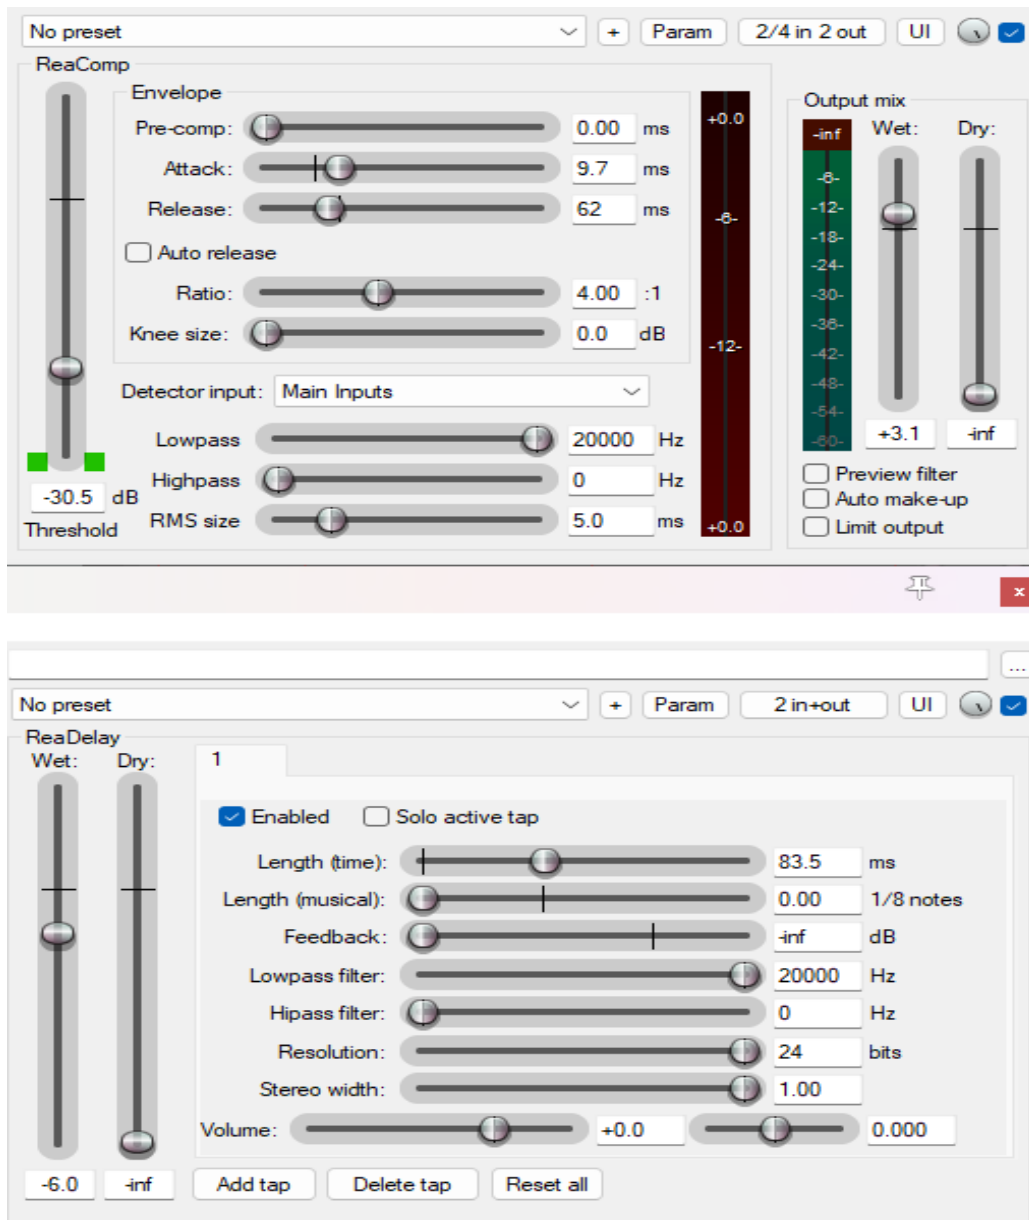 No preset + Param 2/4 in 2 out UI
ReaComp
Envelope
Pre-comp: 0.00 ms
Attack: 9.7 ms
Release: 62 ms
Auto release
Ratio: 4.00 :1
Knee size: 0.0 dB
Detector input: Main Inputs
Lowpass 20000 Hz
Highpass 0 Hz
RMS size 5.0 ms
-30.5 dB
Threshold
+0.0
-6-
-12-
+0.0
Output mix
Wet: Dry:
-inf
-6-
-12-
-18-
-24-
-30-
-36-
-42-
-48-
-54-
-60-
+3.1 -inf
Preview filter
Auto make-up
Limit output
x
...
No preset + Param 2 in+out UI
ReaDelay
Wet: Dry:
1
Enabled Solo active tap
Length (time): 83.5 ms
Length (musical): 0.00 1/8 notes
Feedback: -inf dB
Lowpass filter: 20000 Hz
Hipass filter: 0 Hz
Resolution: 24 bits
Stereo width: 1.00
Volume: +0.0 0.000
-6.0 -inf
Add tap Delete tap Reset all